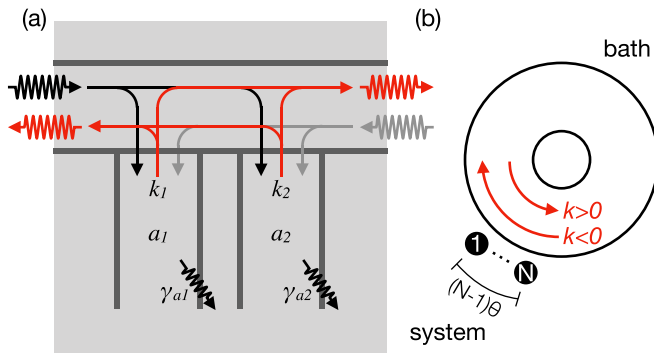 (a)
k1 k2
a1 a2
γa1 γa2
system
(b)
bath
k>0
k<0
1 N
(N-1)θ